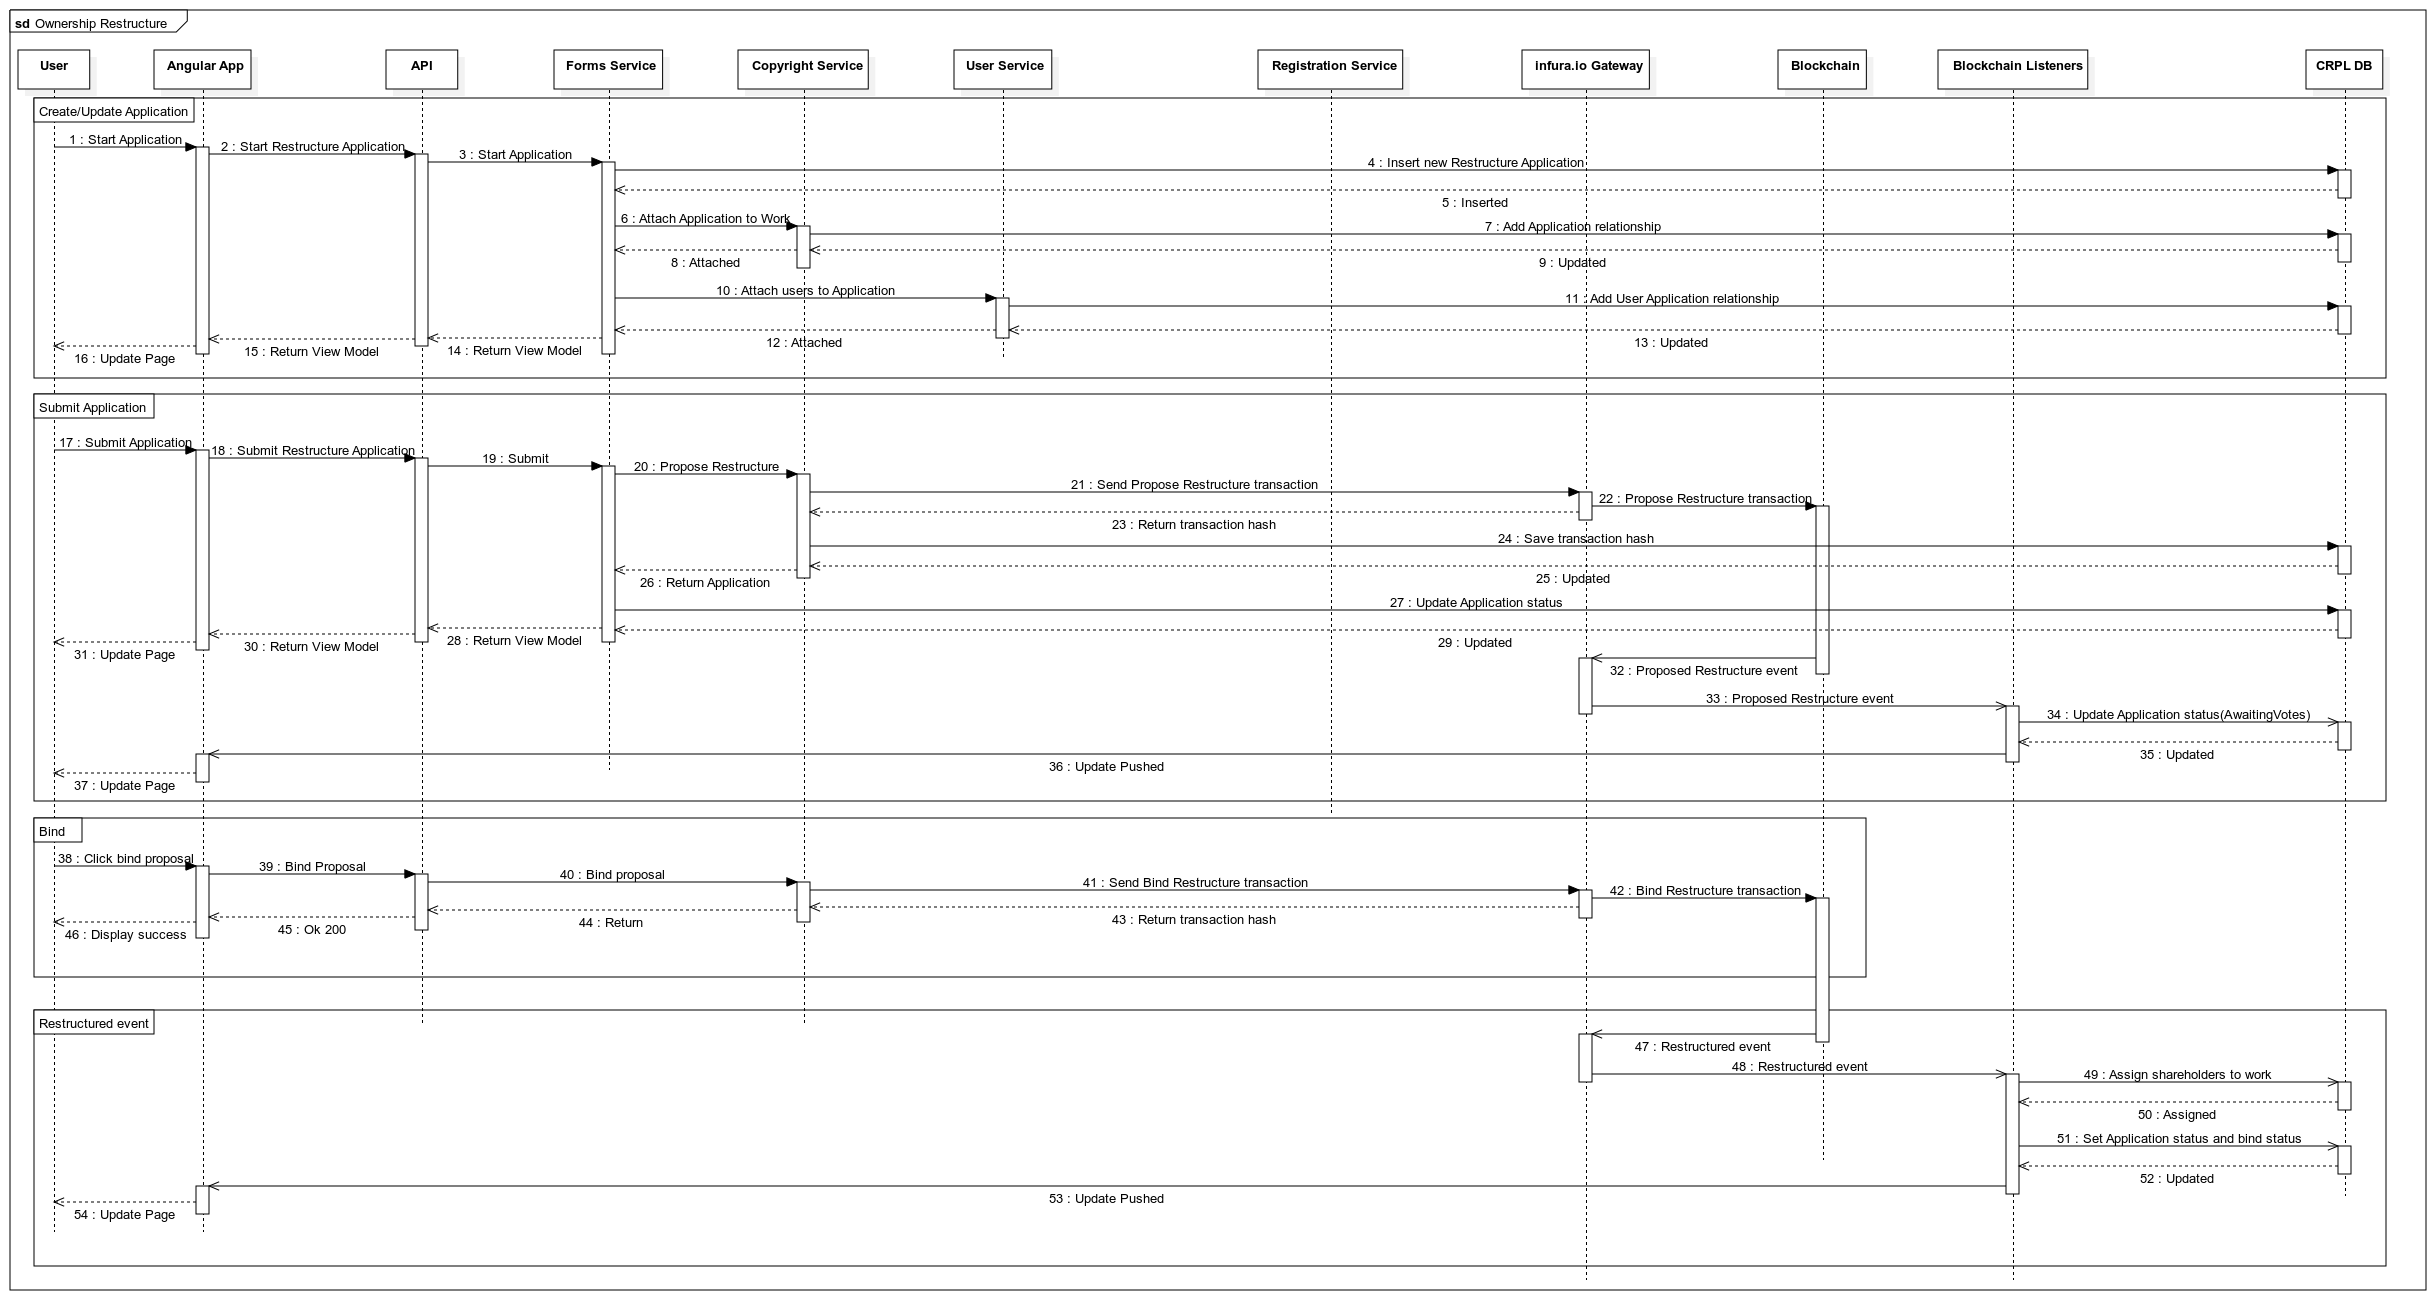 sd Ownership Restructure
User
Angular App
API
Forms Service
Copyright Service
User Service
Registration Service
infura.io Gateway
Blockchain
Blockchain Listeners
CRPL DB
Create/Update Application
1 : Start Application
2 : Start Restructure Application
3 : Start Application
4 : Insert new Restructure Application
5 : Inserted
6 : Attach Application to Work
7 : Add Application relationship
8 : Attached
9 : Updated
10 : Attach users to Application
11 : Add User Application relationship
12 : Attached
13 : Updated
14 : Return View Model
15 : Return View Model
16 : Update Page
Submit Application
17 : Submit Application
18 : Submit Restructure Application
19 : Submit
20 : Propose Restructure
21 : Send Propose Restructure transaction
22 : Propose Restructure transaction
23 : Return transaction hash
24 : Save transaction hash
25 : Updated
26 : Return Application
27 : Update Application status
28 : Return View Model
29 : Updated
30 : Return View Model
31 : Update Page
32 : Proposed Restructure event
33 : Proposed Restructure event
34 : Update Application status(AwaitingVotes)
35 : Updated
36 : Update Pushed
37 : Update Page
Bind
38 : Click bind proposal
39 : Bind Proposal
40 : Bind proposal
41 : Send Bind Restructure transaction
42 : Bind Restructure transaction
43 : Return transaction hash
44 : Return
45 : Ok 200
46 : Display success
Restructured event
47 : Restructured event
48 : Restructured event
49 : Assign shareholders to work
50 : Assigned
51 : Set Application status and bind status
52 : Updated
53 : Update Pushed
54 : Update Page